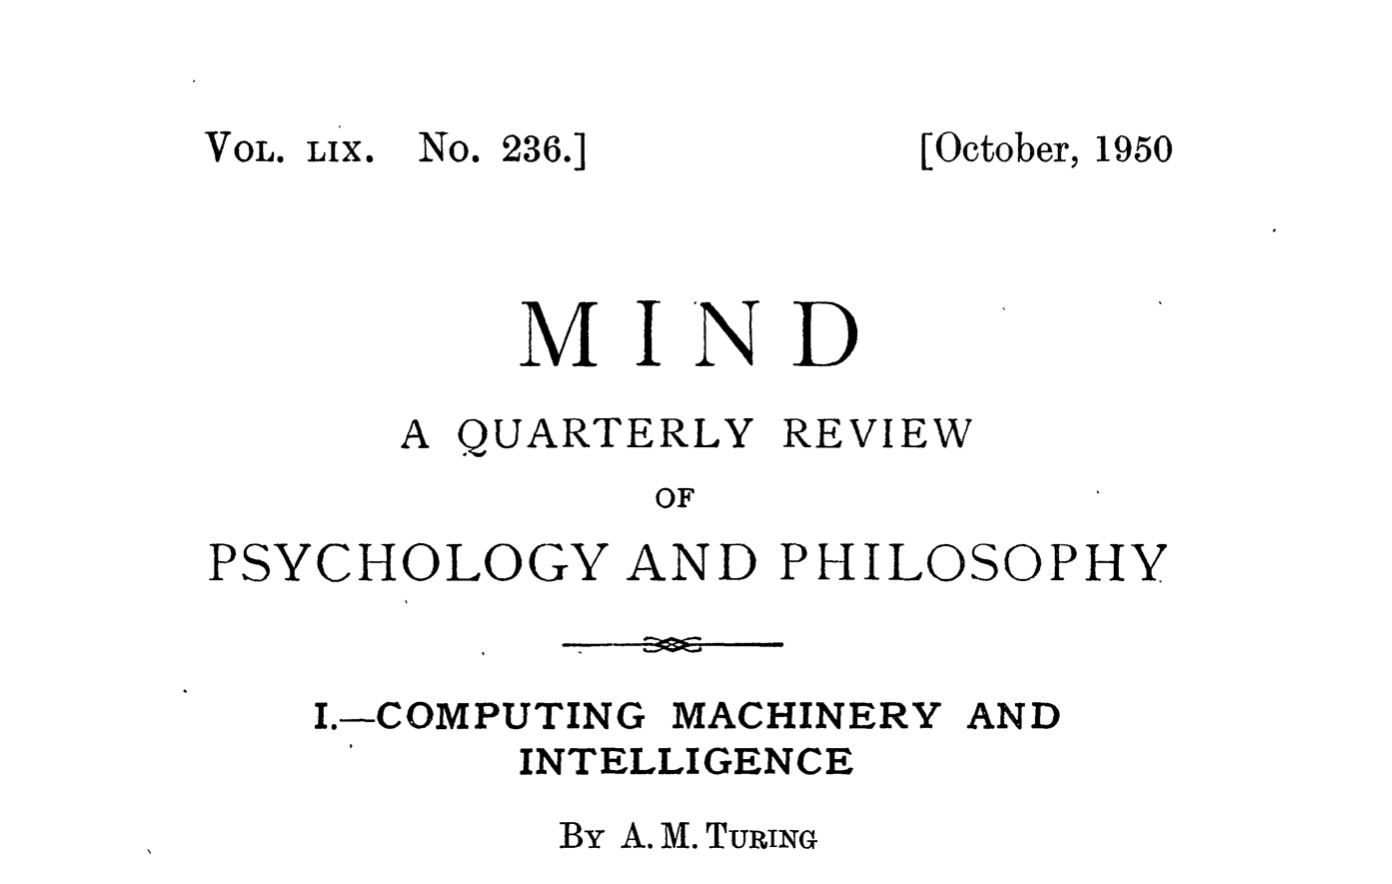 Vol. LIX. No. 236.] [October, 1950
MIND
A QUARTERLY REVIEW
OF
PSYCHOLOGY AND PHILOSOPHY
I.—COMPUTING MACHINERY AND
INTELLIGENCE
By A. M. Turing